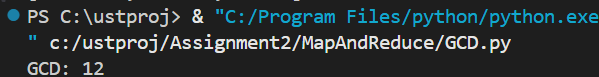 PS C:\ustproj> & "C:/Program Files/python/python.exe
" c:/ustproj/Assignment2/MapAndReduce/GCD.py
GCD: 12